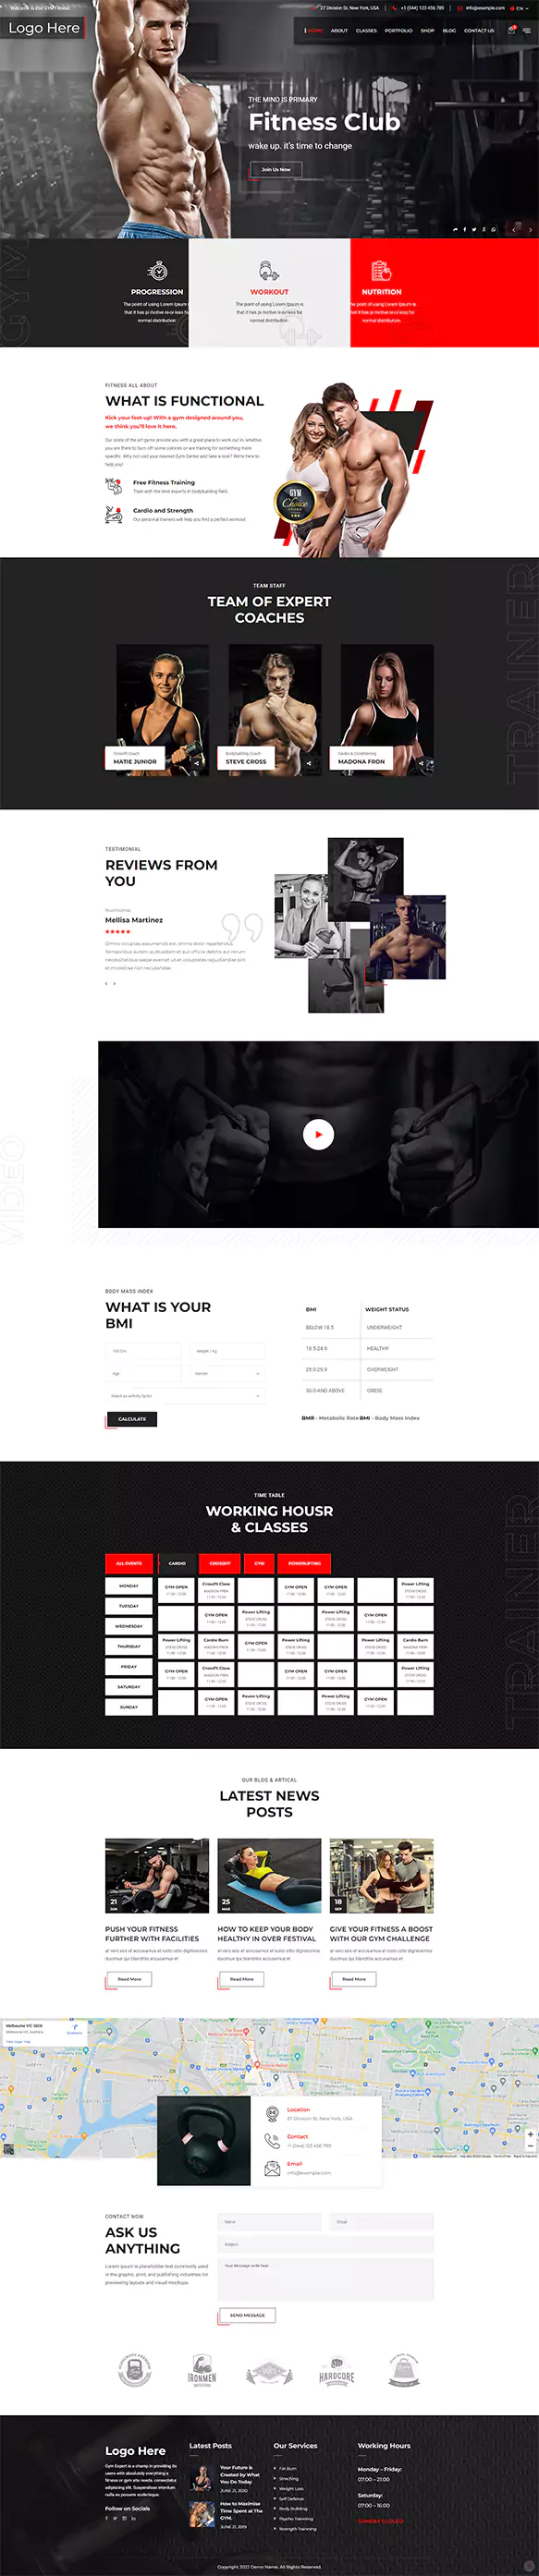 Logo Here
27 Division St, New York, USA
+1 (044) 123 456 789
info@example.com
EN
HOME ABOUT CLASSES PORTFOLIO SHOP BLOG CONTACT US
THE MIND IS PRIMARY
Fitness Club
wake up. it's time to change
Join Us Now
GYM
PROGRESSION
The point of using Lorem Ipsum is
that it has pi motive re-or-less for
normal distribution.
WORKOUT
The point of using Lorem Ipsum is
that it has pi motive re-or-less for
normal distribution.
NUTRITION
The point of using Lorem Ipsum is
that it has pi motive re-or-less for
normal distribution.
FITNESS ALL ABOUT
WHAT IS FUNCTIONAL
Kick your feet up! With a gym designed around you,
we think you'll love it here.
Our state of the art gyms provide you with a great place to work out in, whether
you are there to burn off some calories or are training for something more
specific. Why not visit your nearest Gym Center and take a look? We're here to
help you!
Free Fitness Training
Train with the best experts in bodybuilding field.
Cardio and Strength
Our personal trainers will help you find a perfect workout.
GYM
Choice
TEAM STAFF
TEAM OF EXPERT
COACHES
TRAINER
Crossfit Coach
MATIE JUNIOR
Bodybuilding Coach
STEVE CROSS
Cardio & Conditioning
MADONA FRON
TESTIMONIAL
REVIEWS FROM
YOU
Nutritionist
Mellisa Martinez
Omnis voluptas assumenda est, omnis dolor repellendus.
Temporibus autem quibusdam et aut officiis debitis aut rerum
necessitatibus saepe eveniet ut et voluptates repudiandae sint
et molestiae non recusandae.
VIDEO
BODY MASS INDEX
WHAT IS YOUR
BMI
Weight / kg
Age
Gender
Select an activity factor
CALCULATE
BMI WEIGHT STATUS
BELOW 18.5 UNDERWEIGHT
18.5-24.9 HEALTHY
25.0-29.9 OVERWEIGHT
30.0 AND ABOVE OBESE
BMR - Metabolic Rate BMI - Body Mass Index
TIME TABLE
WORKING HOUSR
& CLASSES
TRAINER
ALL EVENTS CARDIO CROSSFIT GYM POWERLIFTING
MONDAY GYM OPEN Crossfit Class GYM OPEN GYM OPEN Power Lifting
TUESDAY
GYM OPEN Power Lifting Power Lifting GYM OPEN
WEDNESDAY
THURSDAY Power Lifting Cardio Burn GYM OPEN Power Lifting GYM OPEN Power Lifting Cardio Burn
FRIDAY GYM OPEN Crossfit Class GYM OPEN GYM OPEN Power Lifting
SATURDAY
SUNDAY GYM OPEN Power Lifting Power Lifting GYM OPEN
OUR BLOG & ARTICAL
LATEST NEWS
POSTS
21
JUN
PUSH YOUR FITNESS
FURTHER WITH FACILITIES
at vero eos et accusamus et iusto odio dignissimos
ducimus qui blanditiis accusamus et
Read More
25
MAR
HOW TO KEEP YOUR BODY
HEALTHY IN OVER FESTIVAL
at vero eos et accusamus et iusto odio dignissimos
ducimus qui blanditiis accusamus et
Read More
18
SEP
GIVE YOUR FITNESS A BOOST
WITH OUR GYM CHALLENGE
at vero eos et accusamus et iusto odio dignissimos
ducimus qui blanditiis accusamus et
Read More
Melbourne VIC 3000
Melbourne VIC, Australia
Directions
View larger map
Location
27 Division St, New York, USA
Contact
+1 (044) 123 456 789
Email
info@example.com
CONTACT NOW
ASK US
ANYTHING
Lorem ipsum is placeholder text commonly used
in the graphic, print, and publishing industries for
previewing layouts and visual mockups.
Name
Email
Subject
Your Message write hear
SEND MESSAGE
IRONMEN
HARDCORE
Logo Here
Gym Expert is a champ in providing its
users with absolutely everything a
fitness or gym site needs. consectetur
adipiscing elit. Suspendisse interdum
nulla ex posuere scelerisque.
Follow on Socials
Latest Posts
Your Future is
Created by What
You Do Today
JUNE 21, 2020
How to Maximise
Time Spent at The
GYM.
JUNE 21, 2019
Our Services
Fat Burn
Streching
Weight Loss
Self Defense
Body Building
Psycho Tranning
Strength Tranning
Working Hours
Monday - Friday:
07:00 - 21:00
Saturday:
07:00 - 16:00
SUNDAY CLOSED
Copyright 2022 Demo Name. All Rights Reserved.